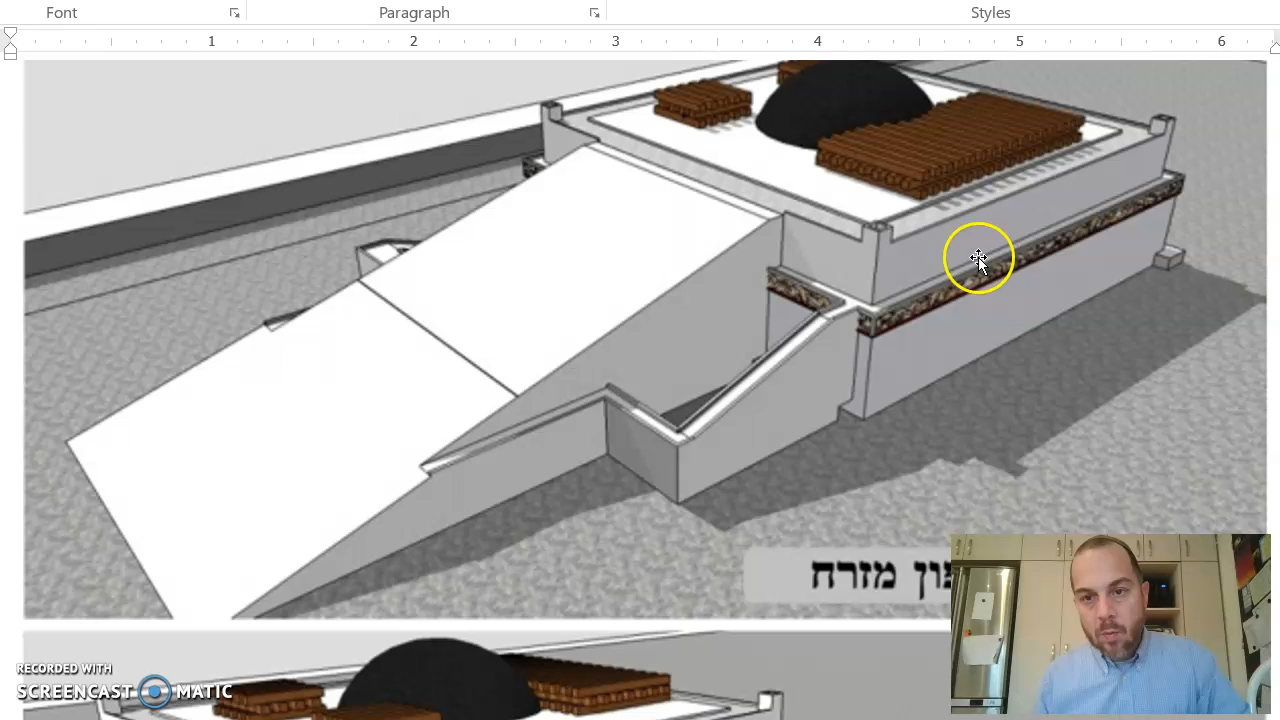 Font
Paragraph
Styles
1 2 3 4 5 6
מזרח
RECORDED WITH
SCREENCAST MATIC